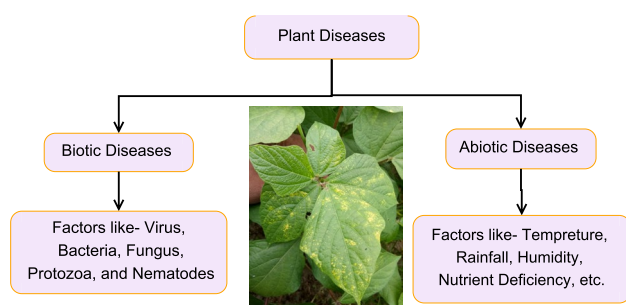 Plant Diseases
Biotic Diseases
Abiotic Diseases
Factors like- Virus,
Bacteria, Fungus,
Protozoa, and Nematodes
Factors like- Tempreture,
Rainfall, Humidity,
Nutrient Deficiency, etc.